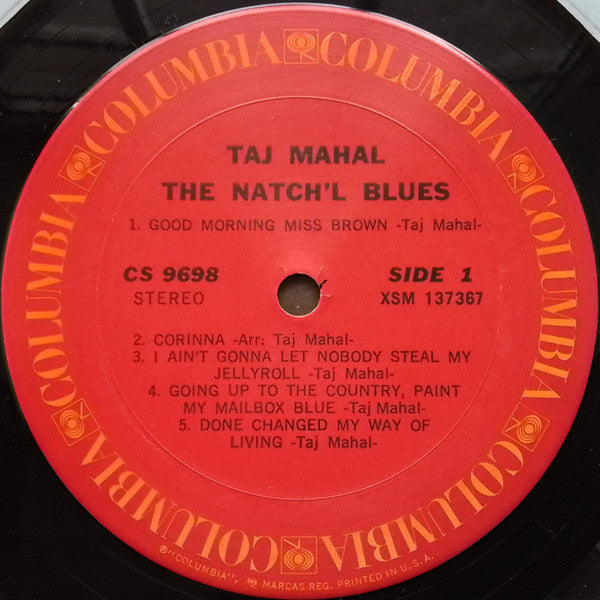 COLUMBIA COLUMBIA COLUMBIA COLUMBIA COLUMBIA COLUMBIA
TAJ MAHAL
THE NATCH'L BLUES
1. GOOD MORNING MISS BROWN -Taj Mahal-
CS 9698 SIDE 1
STEREO XSM 137367
2. CORINNA -Arr: Taj Mahal-
3. I AIN'T GONNA LET NOBODY STEAL MY
JELLYROLL -Taj Mahal-
4. GOING UP TO THE COUNTRY, PAINT
MY MAILBOX BLUE -Taj Mahal-
5. DONE CHANGED MY WAY OF
LIVING -Taj Mahal-
®"COLUMBIA", MARCAS REG. PRINTED IN U.S.A.